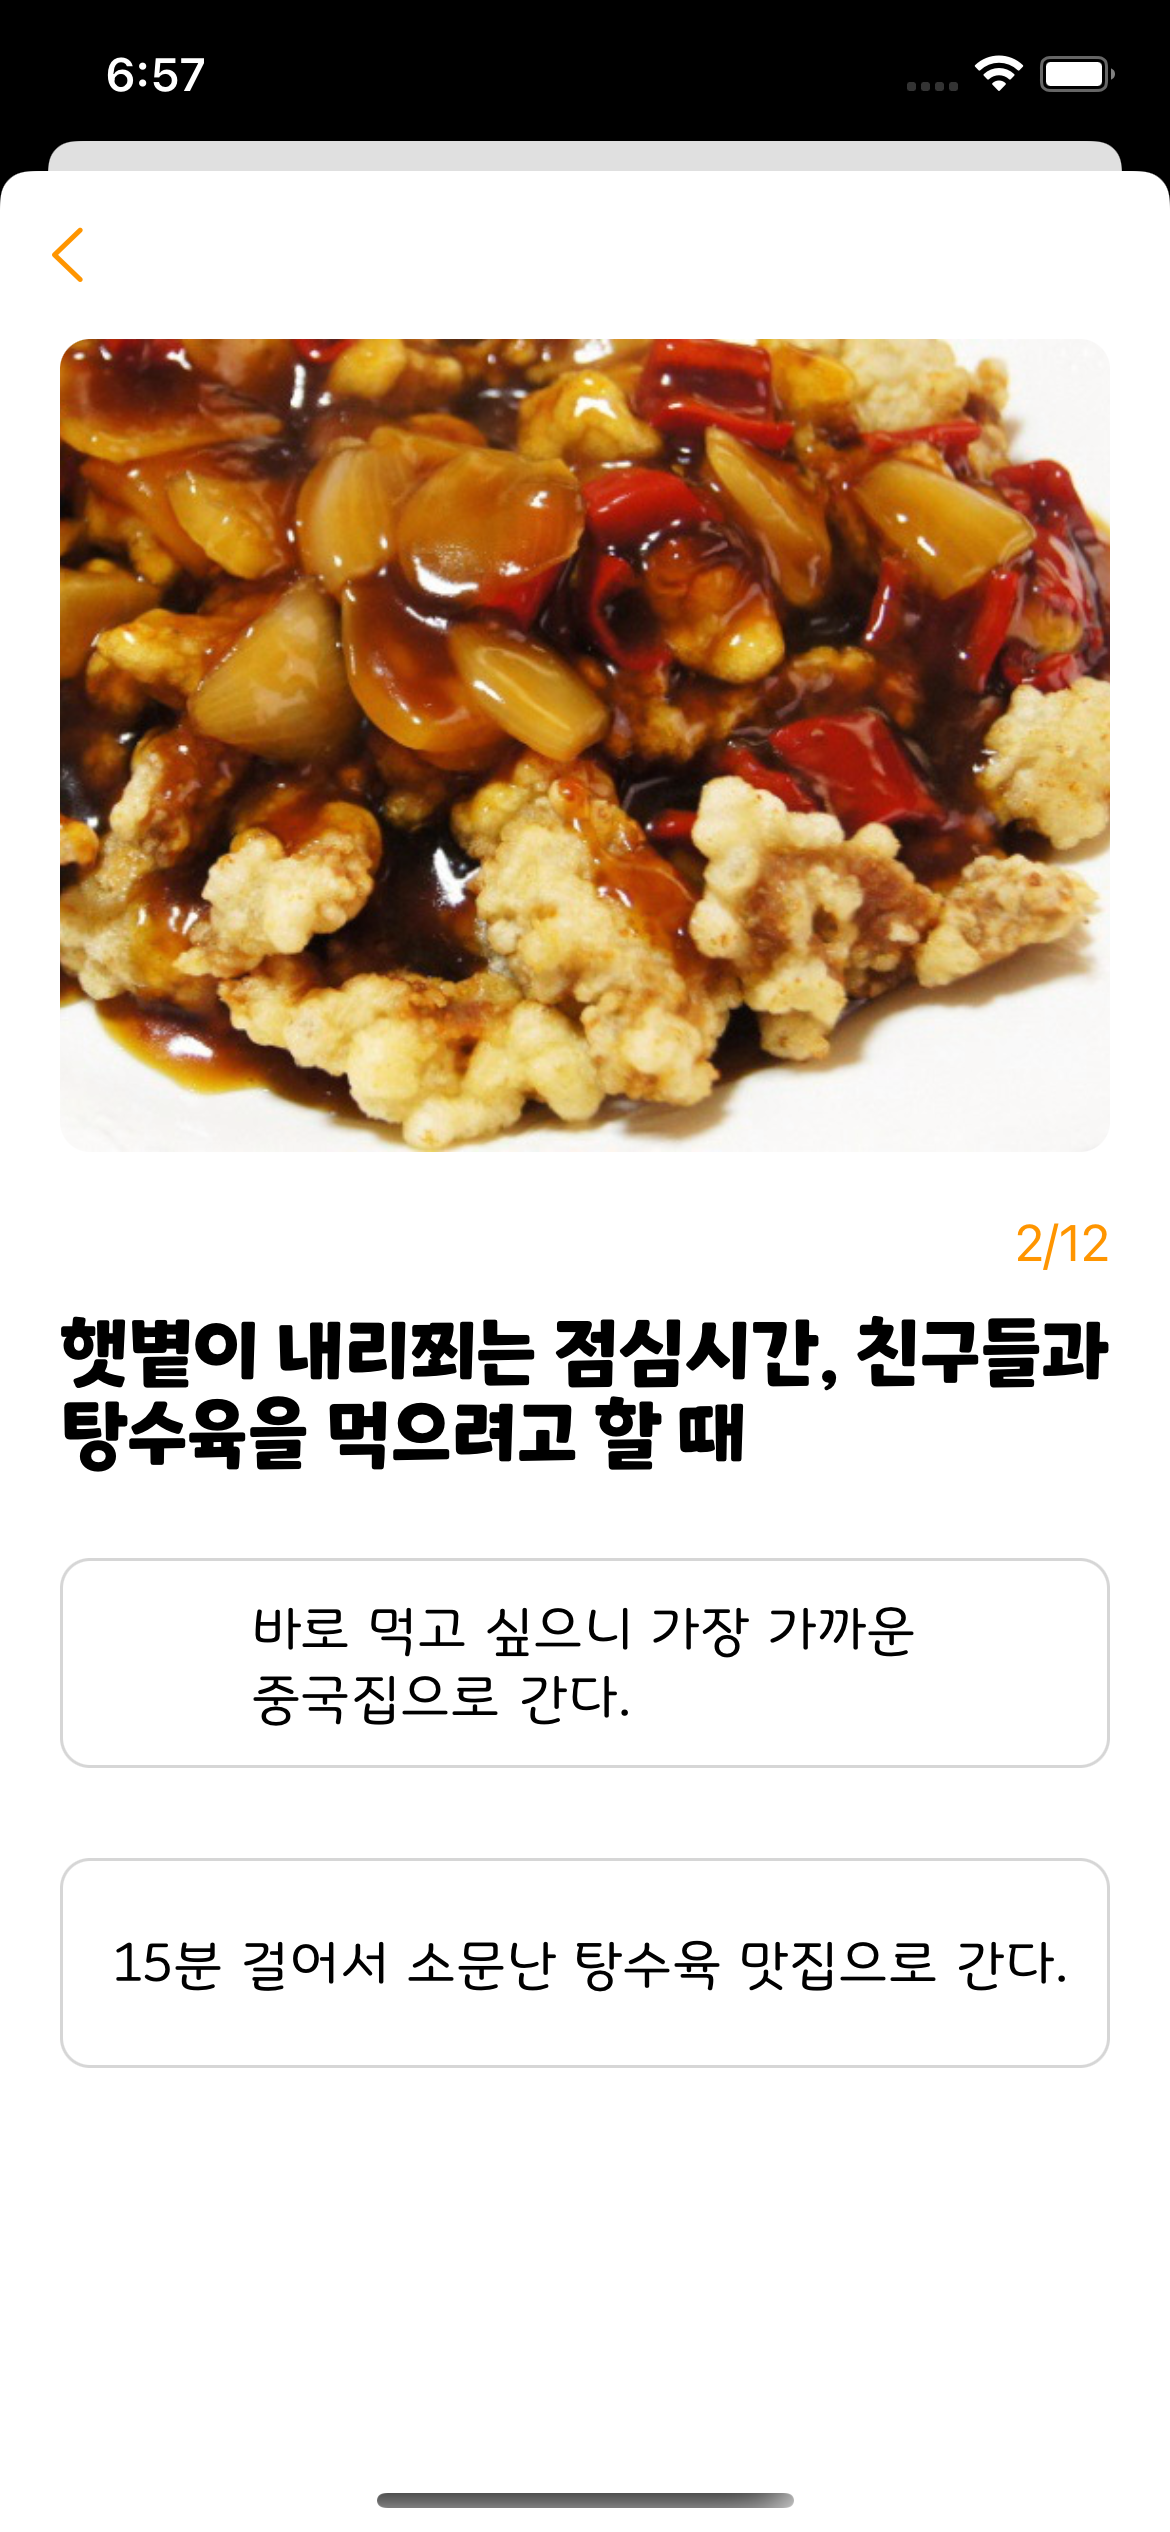 6:57
2/12
햇볕이 내리쬐는 점심시간, 친구들과
탕수육을 먹으려고 할 때
바로 먹고 싶으니 가장 가까운
중국집으로 간다.
15분 걸어서 소문난 탕수육 맛집으로 간다.